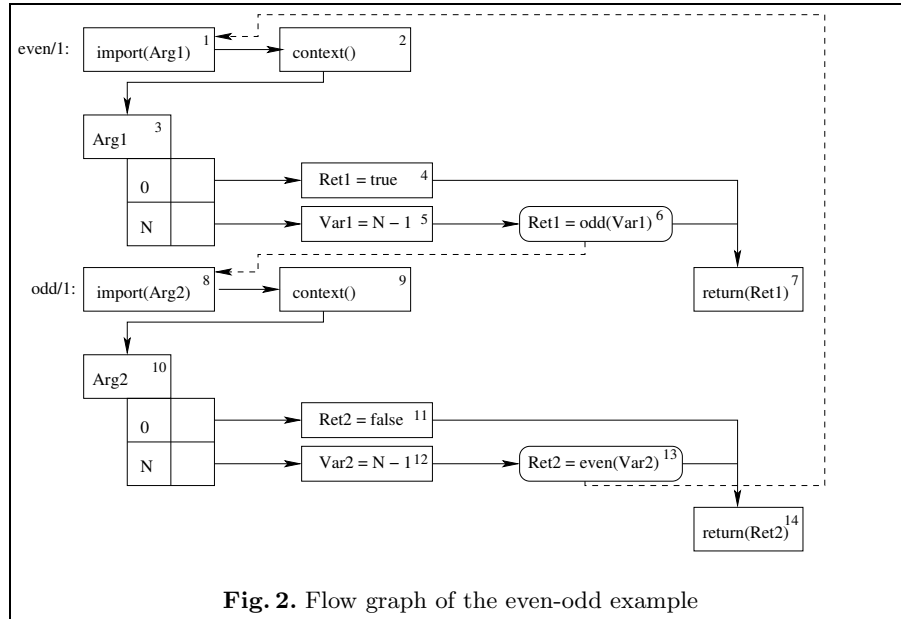 even/1:
import(Arg1) 1
context() 2
Arg1 3
0
Ret1 = true 4
N
Var1 = N − 1 5
Ret1 = odd(Var1) 6
return(Ret1) 7
odd/1:
import(Arg2) 8
context() 9
Arg2 10
0
Ret2 = false 11
N
Var2 = N − 1 12
Ret2 = even(Var2) 13
return(Ret2) 14
Fig. 2. Flow graph of the even-odd example